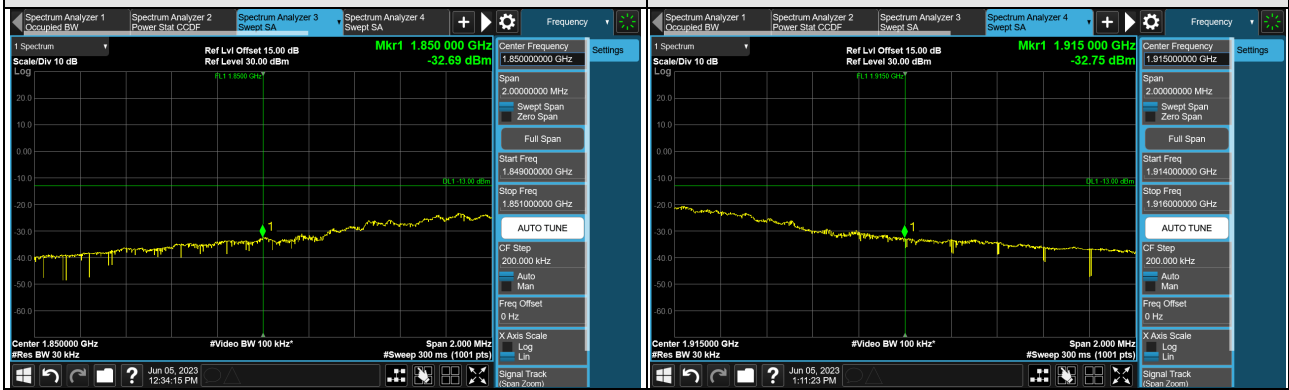 Spectrum Analyzer 1
Occupied BW
Spectrum Analyzer 2
Power Stat CCDF
Spectrum Analyzer 3
Swept SA
Spectrum Analyzer 4
Swept SA
Frequency
1 Spectrum
Scale/Div 10 dB
Log
Ref Lvl Offset 15.00 dB
Ref Level 30.00 dBm
Mkr1 1.850 000 GHz
-32.69 dBm
FL1 1.8500 GHz
20.0
10.0
0.00
-10.0
-20.0
-30.0
-40.0
-50.0
-60.0
DL1 -13.00 dBm
1
Center 1.850000 GHz
#Res BW 30 kHz
#Video BW 100 kHz*
Span 2.000 MHz
#Sweep 300 ms (1001 pts)
Center Frequency
1.850000000 GHz
Settings
Span
2.00000000 MHz
Swept Span
Zero Span
Full Span
Start Freq
1.849000000 GHz
Stop Freq
1.851000000 GHz
AUTO TUNE
CF Step
200.000 kHz
Auto
Man
Freq Offset
0 Hz
X Axis Scale
Log
Lin
Signal Track
(Span Zoom)
?
Jun 05, 2023
12:34:15 PM
Spectrum Analyzer 1
Occupied BW
Spectrum Analyzer 2
Power Stat CCDF
Spectrum Analyzer 3
Swept SA
Spectrum Analyzer 4
Swept SA
Frequency
1 Spectrum
Scale/Div 10 dB
Log
Ref Lvl Offset 15.00 dB
Ref Level 30.00 dBm
Mkr1 1.915 000 GHz
-32.75 dBm
FL1 1.9150 GHz
20.0
10.0
0.00
-10.0
-20.0
-30.0
-40.0
-50.0
-60.0
DL1 -13.00 dBm
1
Center 1.915000 GHz
#Res BW 30 kHz
#Video BW 100 kHz*
Span 2.000 MHz
#Sweep 300 ms (1001 pts)
Center Frequency
1.915000000 GHz
Settings
Span
2.00000000 MHz
Swept Span
Zero Span
Full Span
Start Freq
1.914000000 GHz
Stop Freq
1.916000000 GHz
AUTO TUNE
CF Step
200.000 kHz
Auto
Man
Freq Offset
0 Hz
X Axis Scale
Log
Lin
Signal Track
(Span Zoom)
?
Jun 05, 2023
1:11:23 PM